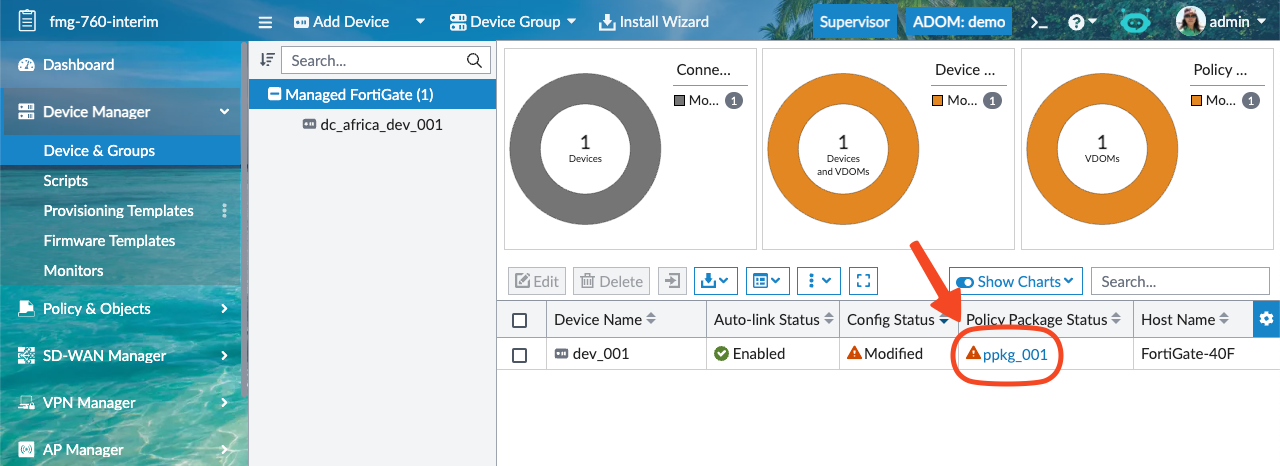 fmg-760-interim
Add Device
Device Group
Install Wizard
Supervisor
ADOM: demo
admin
Dashboard
Device Manager
Device & Groups
Scripts
Provisioning Templates
Firmware Templates
Monitors
Policy & Objects
SD-WAN Manager
VPN Manager
AP Manager
Search...
Managed FortiGate (1)
dc_africa_dev_001
Conne...
Mo... 1
1
Devices
Device ...
Mo... 1
1
Devices
and VDOMs
Policy ...
Mo... 1
1
VDOMs
Edit
Delete
Show Charts
Search...
Device Name
Auto-link Status
Config Status
Policy Package Status
Host Name
dev_001
Enabled
Modified
ppkg_001
FortiGate-40F